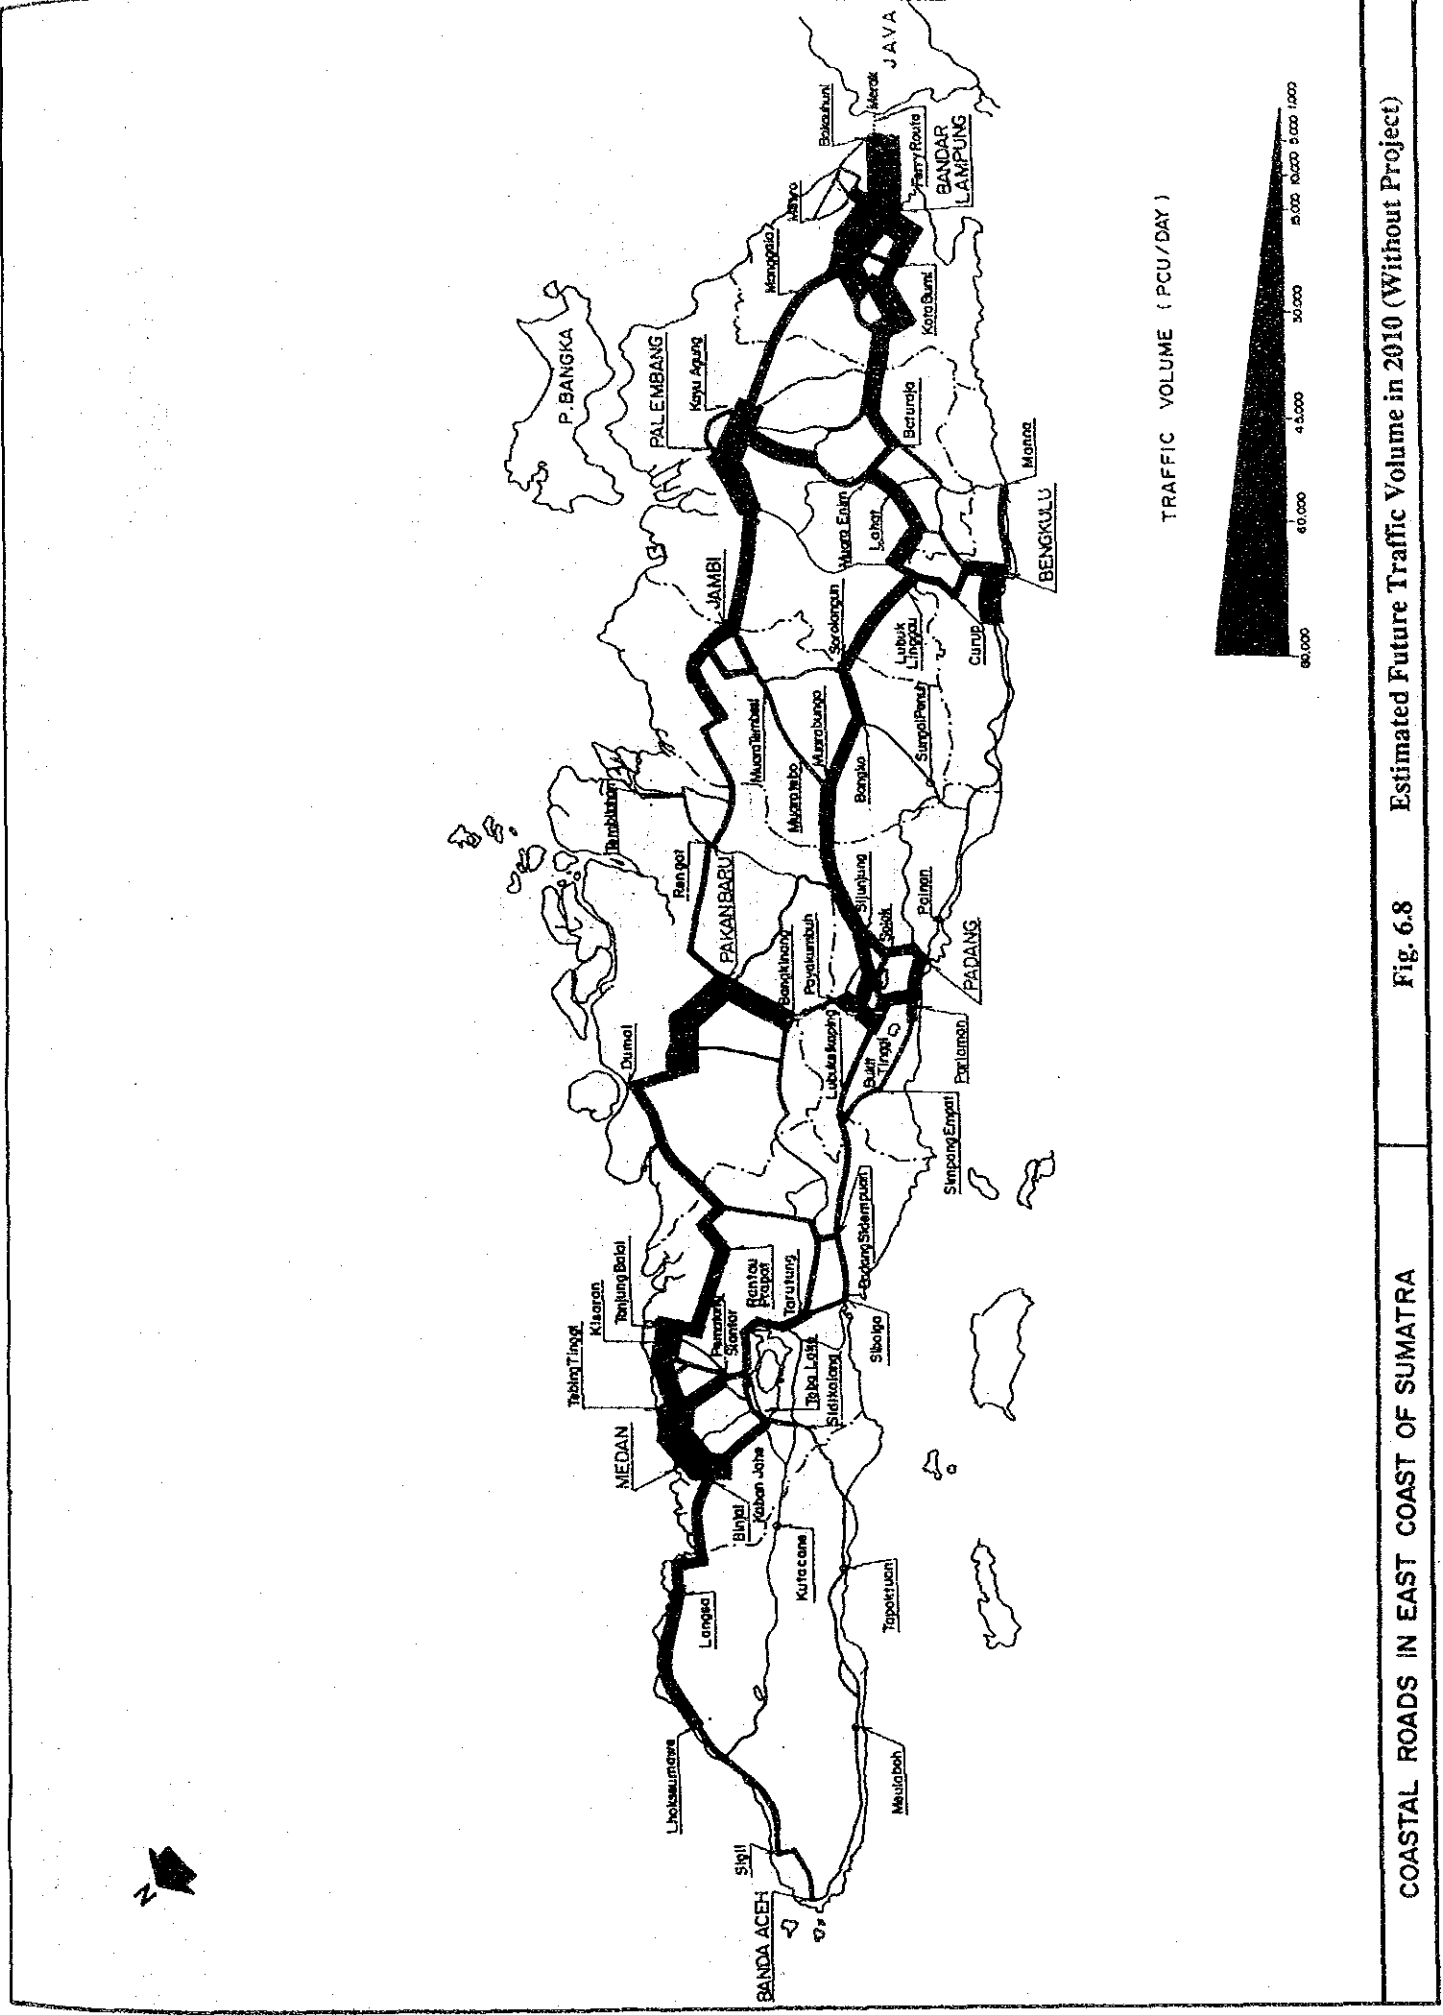 N
BANDA ACEH
Sigli
Lhokseumawe
Langsa
Meulaboh
Tapaktuan
Kutacane
Binjai
Kaban Jahe
MEDAN
Tebing Tinggi
Kisaran
Tanjung Balai
Pematang
Siantar
Rantau
Prapat
Tarutung
Toba Lake
Sidikalang
Sibolga
Padang Sidempuan
Simpang Empat
Dumai
Lubuksikaping
Bukit
Tinggi
Pariaman
PADANG
Bangkinang
Payakumbuh
PAKANBARU
Rengat
Tembilahan
Solok
Sijunjung
Painan
Muaratebo
Muarabungo
Muara Tembesi
Bangko
Sungai Penuh
JAMBI
Sarolangun
Lubuk
Linggau
Curup
BENGKULU
Manna
Muara Enim
Lahat
Baturaja
PALEMBANG
Kayu Agung
P. BANGKA
Manggala
Kota Bumi
BANDAR
LAMPUNG
Ferry Route
Bakauhuni
Merak
JAVA
TRAFFIC VOLUME ( PCU/DAY )
80.000
60.000
45.000
30.000
15.000
10.000
5.000
1.000
COASTAL ROADS IN EAST COAST OF SUMATRA
Fig. 6.8 Estimated Future Traffic Volume in 2010 (Without Project)